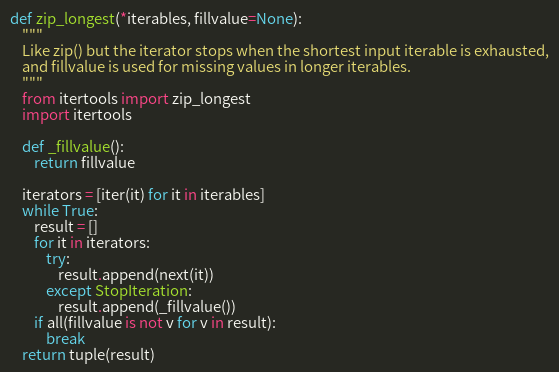 def zip_longest(*iterables, fillvalue=None):
"""
Like zip() but the iterator stops when the shortest input iterable is exhausted,
and fillvalue is used for missing values in longer iterables.
"""
from itertools import zip_longest
import itertools
def _fillvalue():
return fillvalue
iterators = [iter(it) for it in iterables]
while True:
result = []
for it in iterators:
try:
result.append(next(it))
except StopIteration:
result.append(_fillvalue())
if all(fillvalue is not v for v in result):
break
return tuple(result)